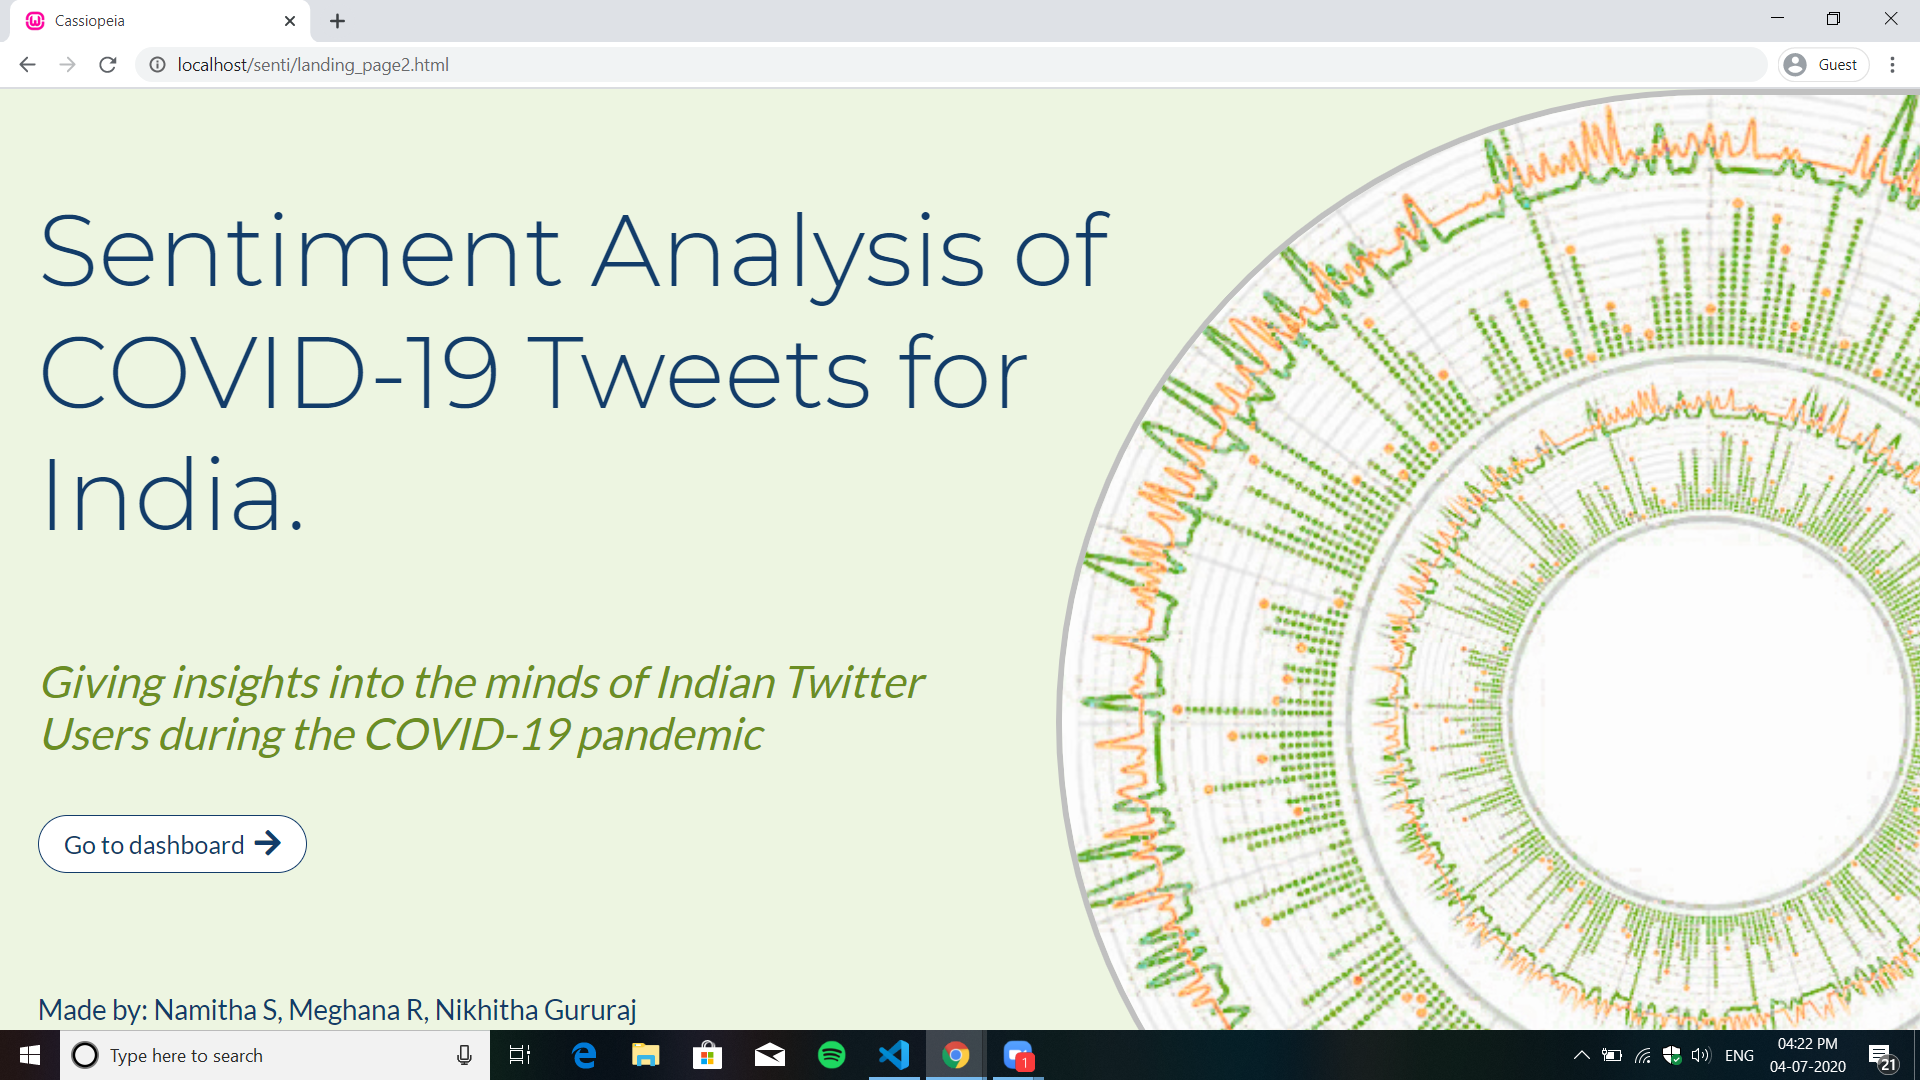 Cassiopeia
localhost/senti/landing_page2.html
Guest
Sentiment Analysis of
COVID-19 Tweets for
India.
Giving insights into the minds of Indian Twitter
Users during the COVID-19 pandemic
Go to dashboard
Made by: Namitha S, Meghana R, Nikhitha Gururaj
Type here to search
1
ENG
04:22 PM
04-07-2020
21